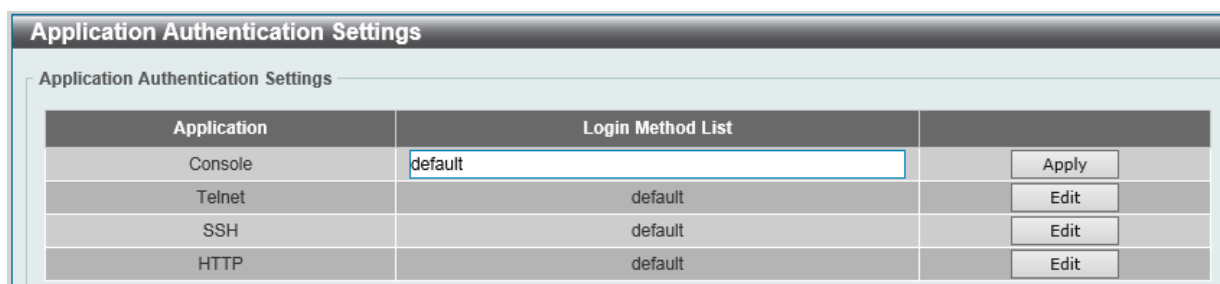 Application Authentication Settings
Application Authentication Settings
Application Login Method List
Console default Apply
Telnet default Edit
SSH default Edit
HTTP default Edit